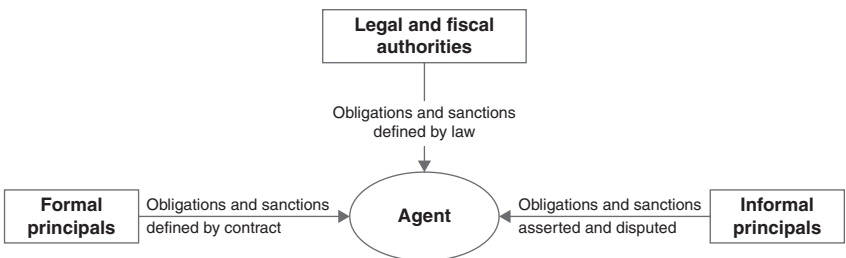 Legal and fiscal
authorities
Obligations and sanctions
defined by law
Formal
principals
Obligations and sanctions
defined by contract
Agent
Obligations and sanctions
asserted and disputed
Informal
principals